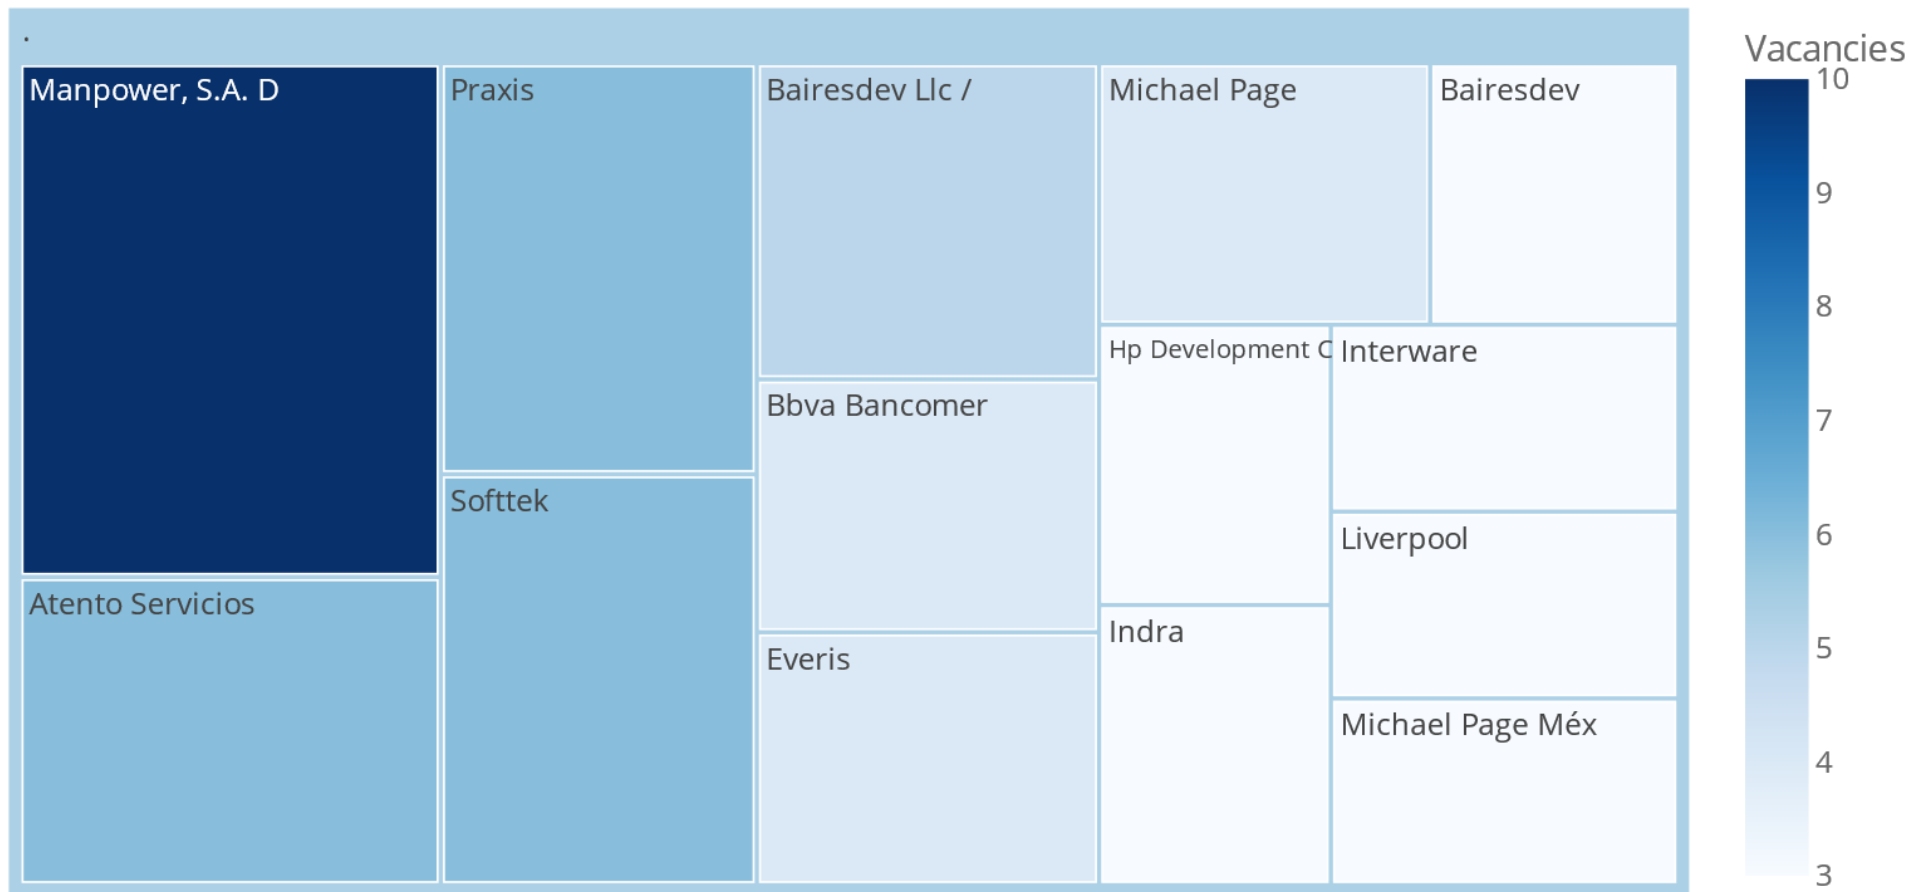 .
Manpower, S.A. D
Atento Servicios
Praxis
Softtek
Bairesdev Llc /
Bbva Bancomer
Everis
Michael Page
Bairesdev
Hp Development C
Interware
Liverpool
Indra
Michael Page Méx
Vacancies
10
9
8
7
6
5
4
3